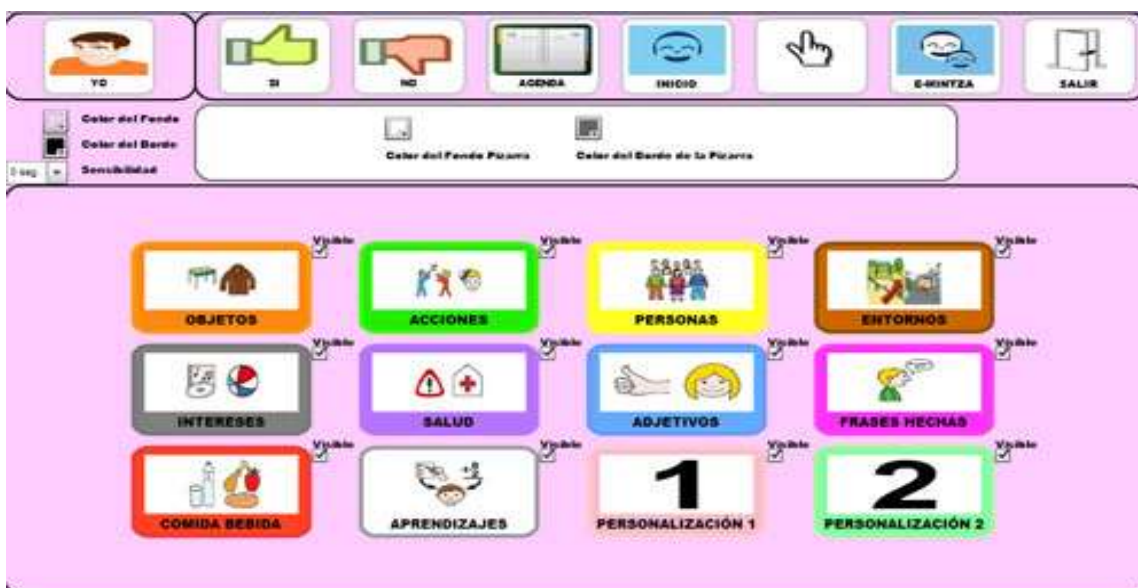 YO
SI
NO
AGENDA
INICIO
E-MINTZA
SALIR
Color del Fondo
Color del Borde
0 seg
Sensibilidad
Color del Fondo Pizarra
Color del Borde de la Pizarra
Visible
Visible
Visible
Visible
OBJETOS
ACCIONES
PERSONAS
ENTORNOS
Visible
Visible
Visible
Visible
INTERESES
SALUD
ADJETIVOS
FRASES HECHAS
Visible
Visible
Visible
Visible
1
2
COMIDA BEBIDA
APRENDIZAJES
PERSONALIZACIÓN 1
PERSONALIZACIÓN 2